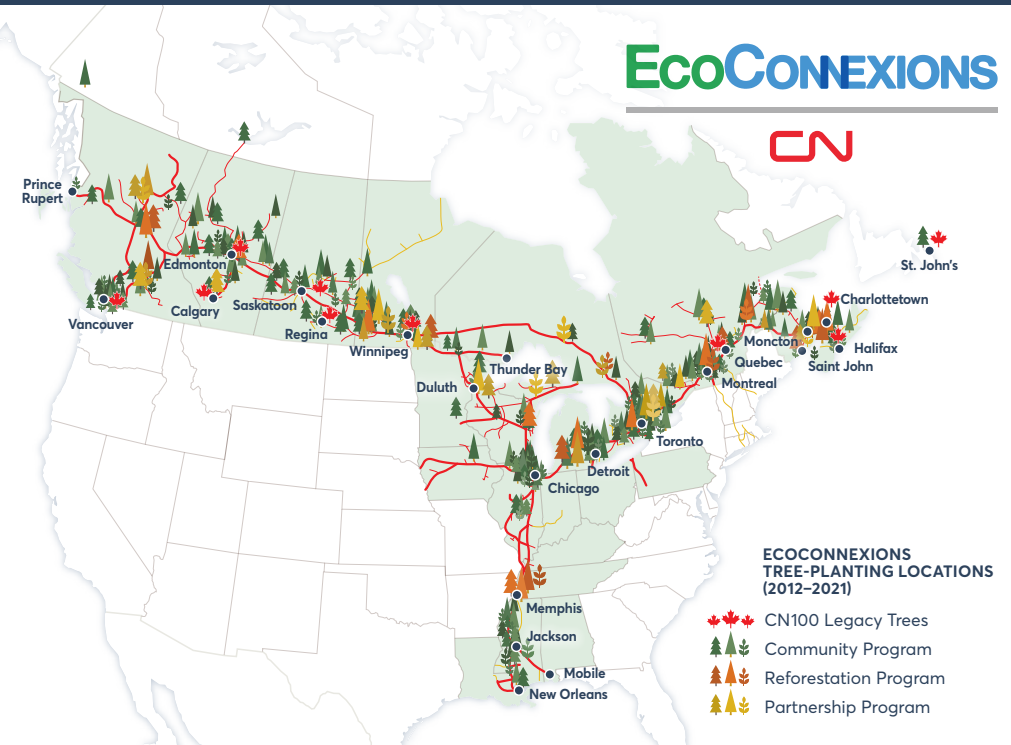 ECOCONNEXIONS
CN
Prince
Rupert
St. John's
Edmonton
Charlottetown
Calgary
Saskatoon
Vancouver
Regina
Moncton
Halifax
Winnipeg
Quebec
Saint John
Thunder Bay
Duluth
Montreal
Toronto
Detroit
Chicago
ECOCONNEXIONS
TREE-PLANTING LOCATIONS
(2012–2021)
Memphis
CN100 Legacy Trees
Jackson
Community Program
Mobile
Reforestation Program
New Orleans
Partnership Program